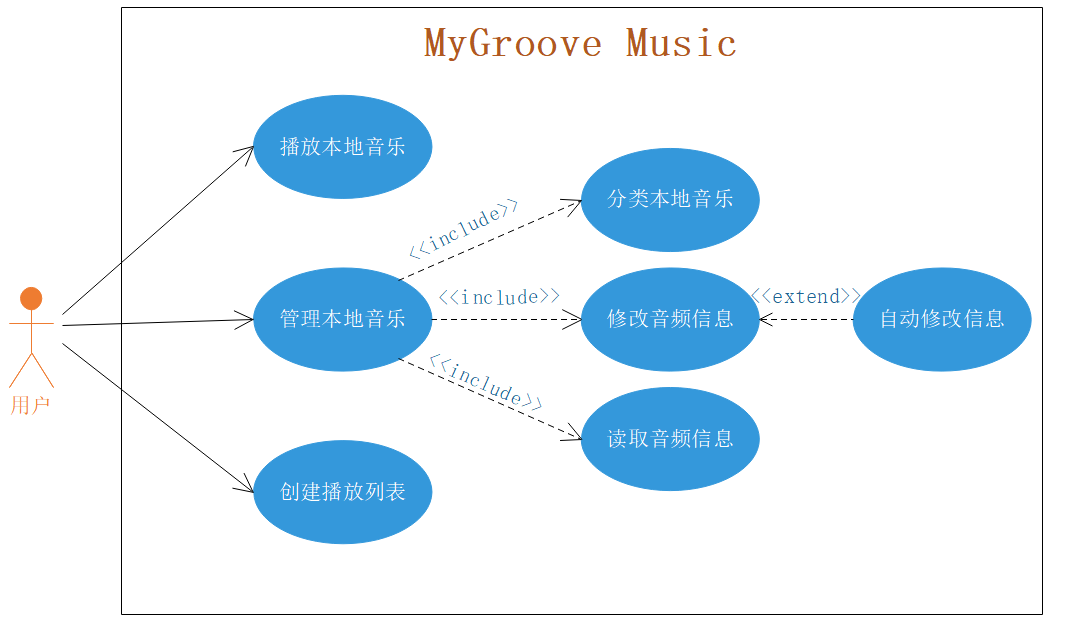 MyGroove Music
播放本地音乐
分类本地音乐
<<include>>
管理本地音乐
<<include>>
修改音频信息
<<extend>>
自动修改信息
<<include>>
读取音频信息
用户
创建播放列表